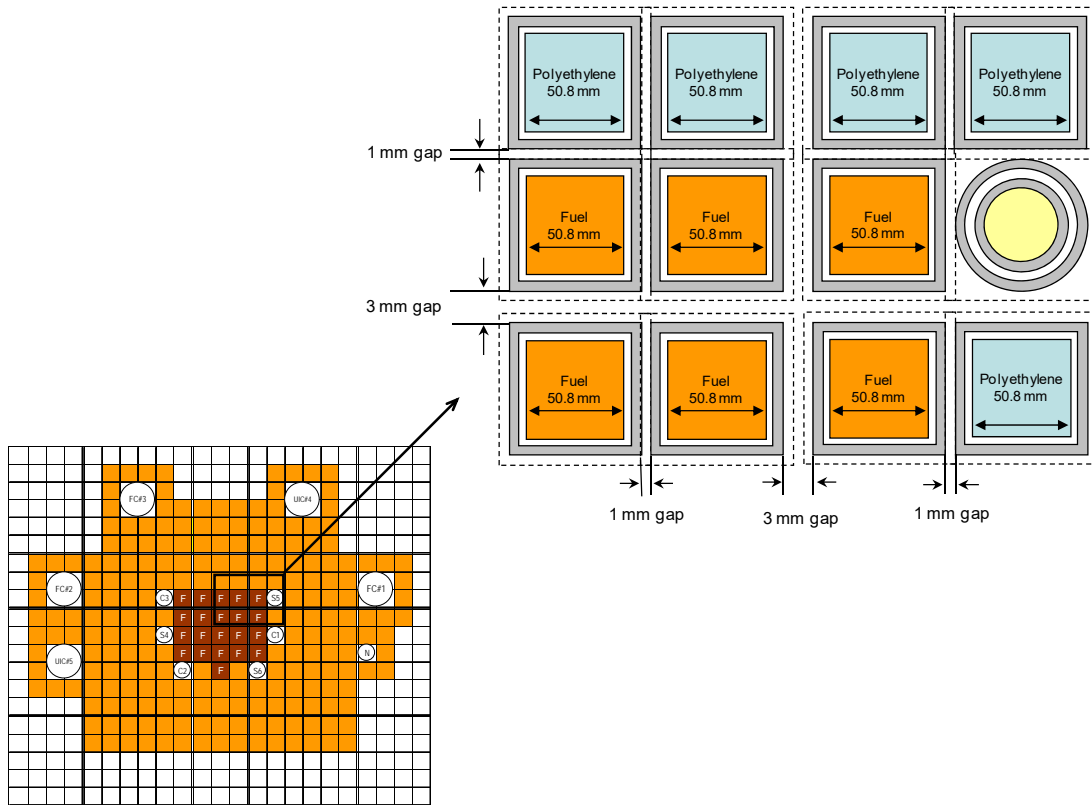 Polyethylene
50.8 mm
Polyethylene
50.8 mm
Polyethylene
50.8 mm
Polyethylene
50.8 mm
1 mm gap
Fuel
50.8 mm
Fuel
50.8 mm
Fuel
50.8 mm
3 mm gap
Fuel
50.8 mm
Fuel
50.8 mm
Fuel
50.8 mm
Polyethylene
50.8 mm
1 mm gap
3 mm gap
1 mm gap
FC#3
UIC#4
FC#2
FC#1
C3 F F F F F S5
F F F F F
S4 F F F F F C1
F F F F F N
UIC#5
C2 F S6